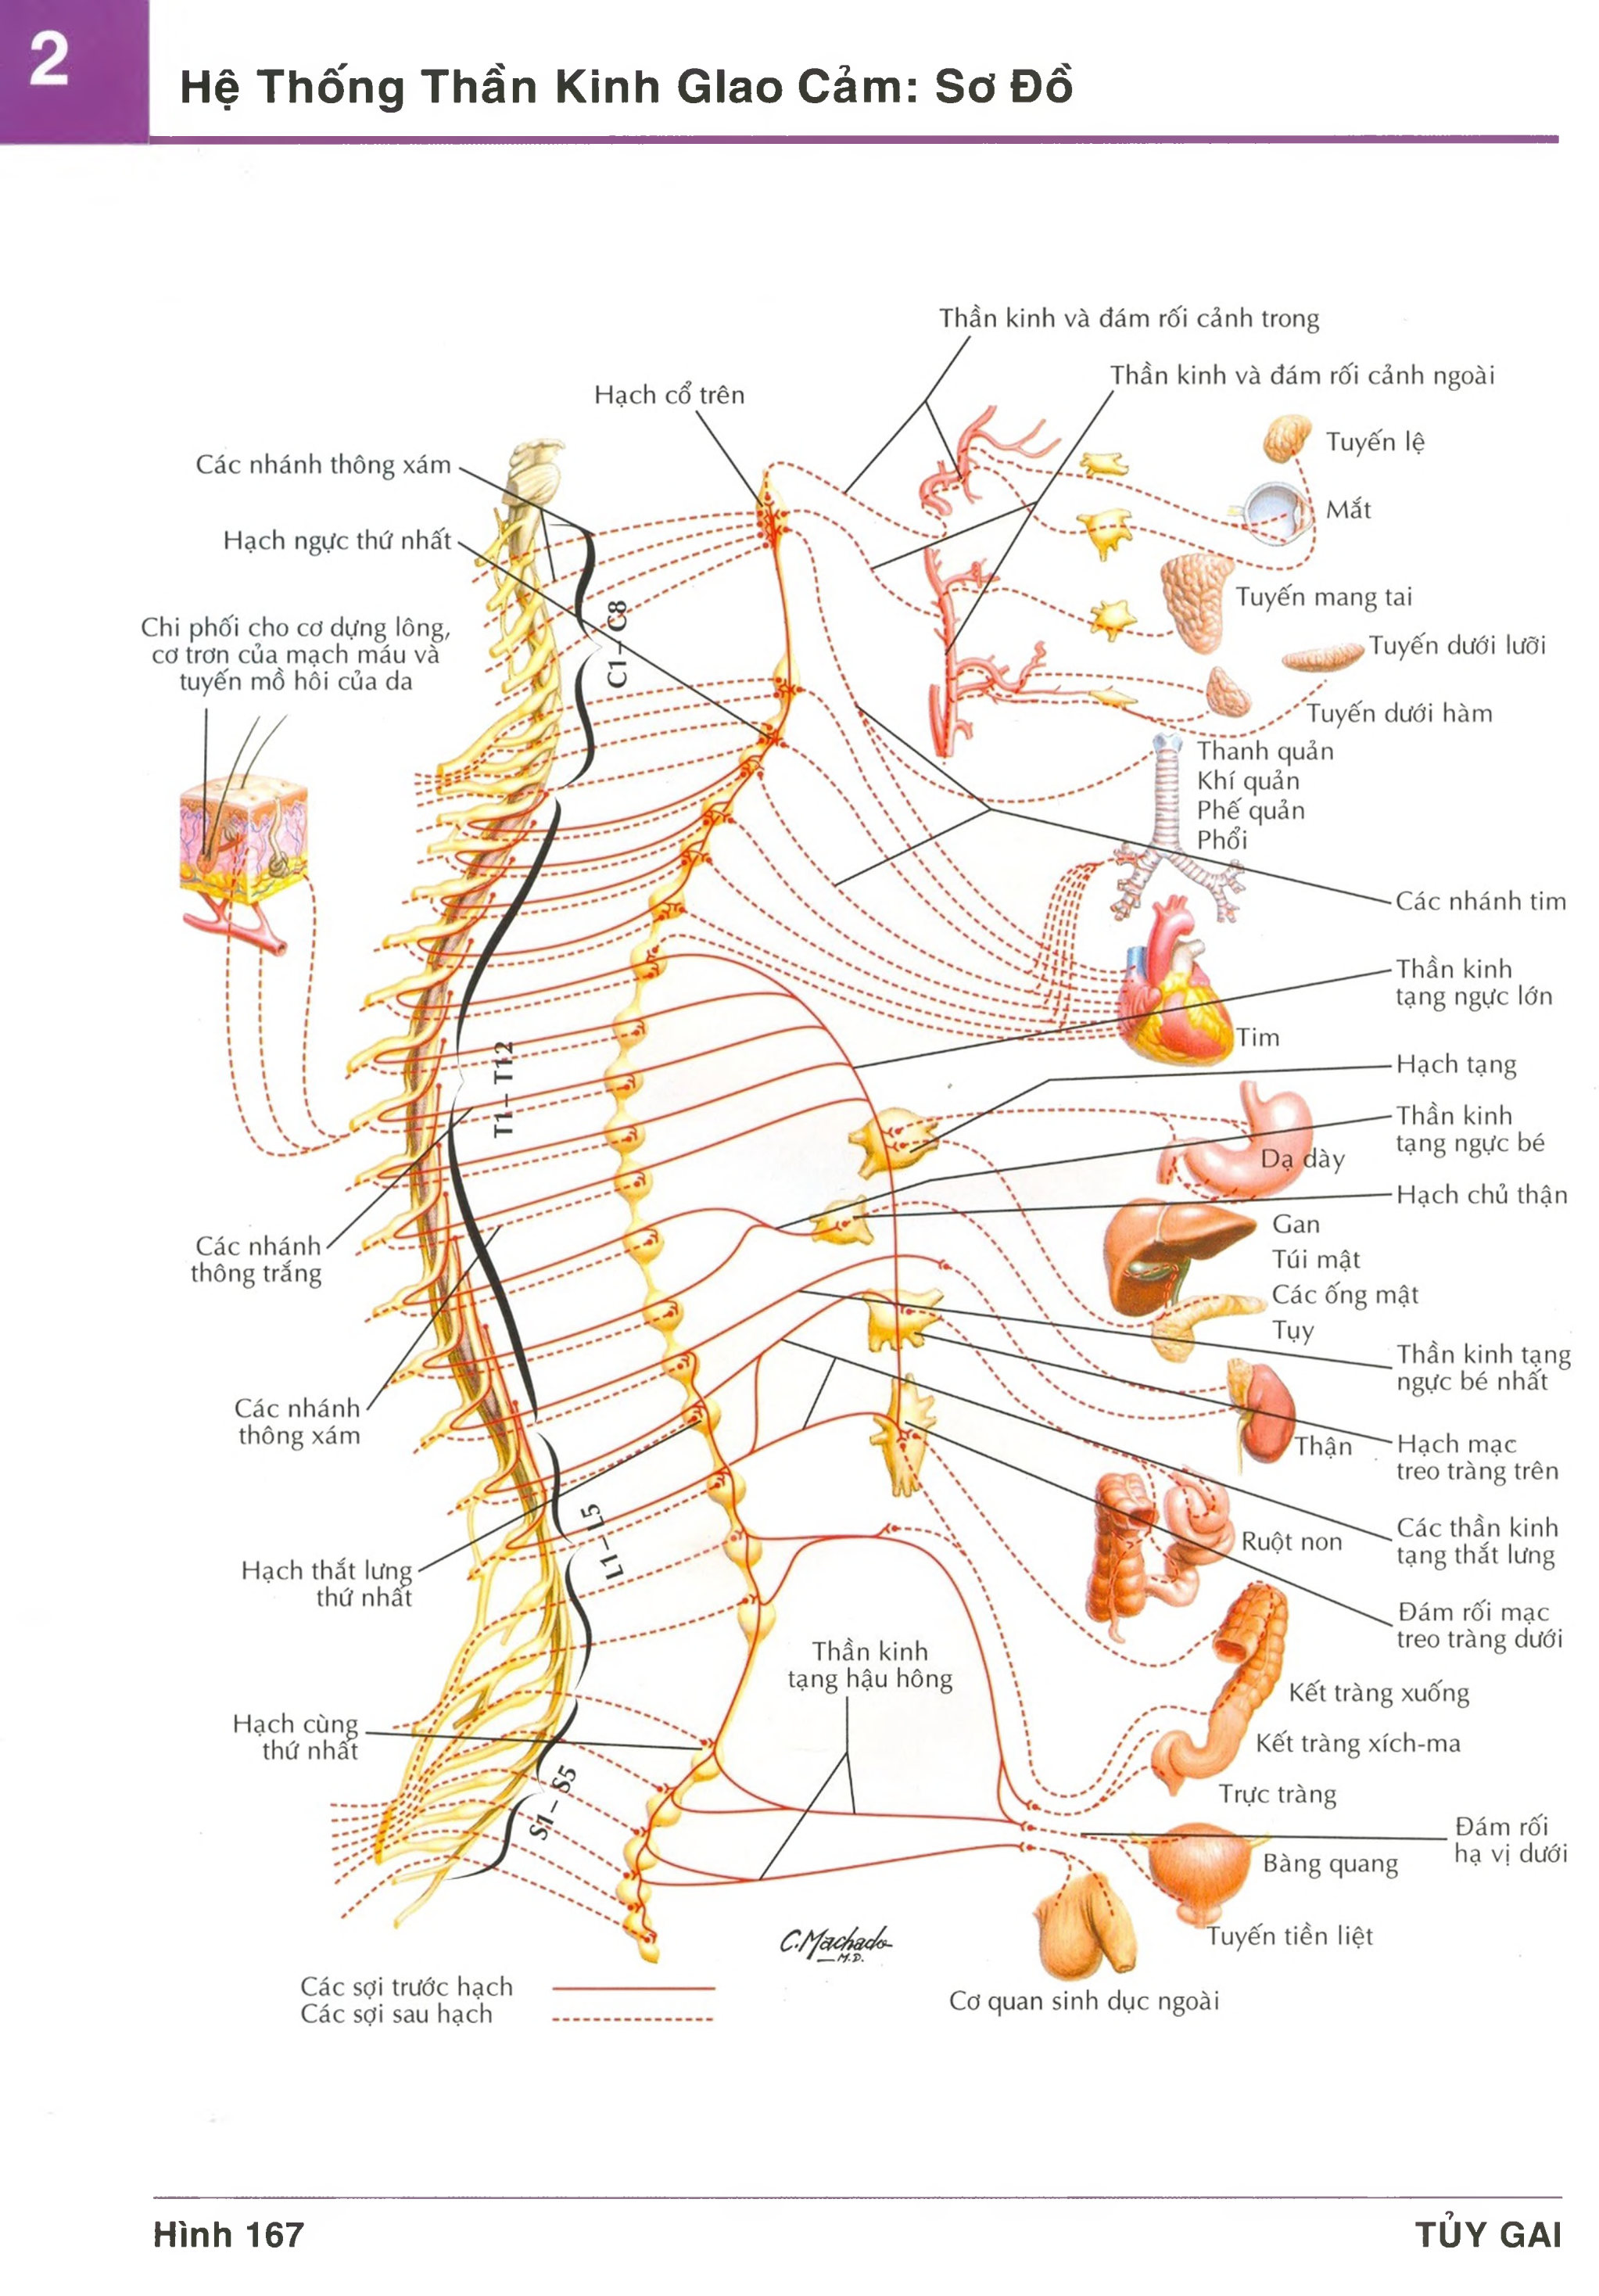 2
Hệ Thống Thần Kinh Glao Cảm: Sơ Đồ
Thần kinh và đám rối cảnh trong
Thần kinh và đám rối cảnh ngoài
Hạch cổ trên
Các nhánh thông xám
Hạch ngực thứ nhất
Chi phối cho cơ dựng lông,
cơ trơn của mạch máu và
tuyến mồ hôi của da
C1– C8
T1– T12
L1– L5
S1– S5
Các nhánh
thông trắng
Các nhánh
thông xám
Hạch thắt lưng
thứ nhất
Hạch cùng
thứ nhất
Thần kinh
tạng hậu hông
Tuyến lệ
Mắt
Tuyến mang tai
Tuyến dưới lưỡi
Tuyến dưới hàm
Thanh quản
Khí quản
Phế quản
Phổi
Các nhánh tim
Thần kinh
tạng ngực lớn
Tim
Hạch tạng
Thần kinh
tạng ngực bé
Dạ dày
Hạch chủ thận
Gan
Túi mật
Các ống mật
Tụy
Thần kinh tạng
ngực bé nhất
Thận
Hạch mạc
treo tràng trên
Ruột non
Các thần kinh
tạng thắt lưng
Đám rối mạc
treo tràng dưới
Kết tràng xuống
Kết tràng xích-ma
Trực tràng
Đám rối
hạ vị dưới
Bàng quang
Tuyến tiền liệt
Cơ quan sinh dục ngoài
C.Machado
M.D.
Các sợi trước hạch
Các sợi sau hạch
Hình 167
TỦY GAI